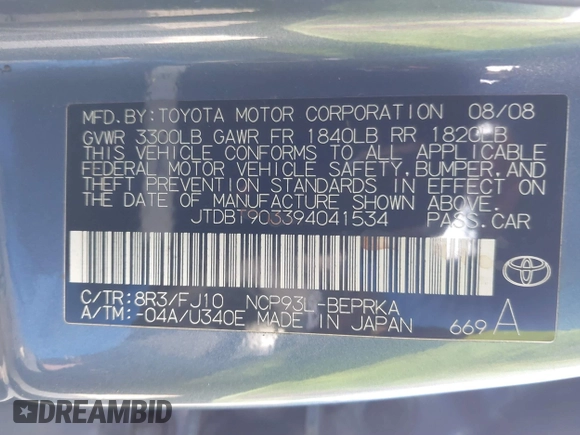 MFD.BY:TOYOTA MOTOR CORPORATION 08/08
GVWR 3300LB GAWR FR 1840LB RR 1820LB
THIS VEHICLE CONFORMS TO ALL APPLICABLE
FEDERAL MOTOR VEHICLE SAFETY,BUMPER,AND
THEFT PREVENTION STANDARDS IN EFFECT ON
THE DATE OF MANUFACTURE SHOWN ABOVE.
JTDBT903394041534 PASS.CAR
C/TR:8R3/FJ10 NCP93L-BEPRKA
A/TM:-04A/U340E MADE IN JAPAN 669 A
DREAMBID